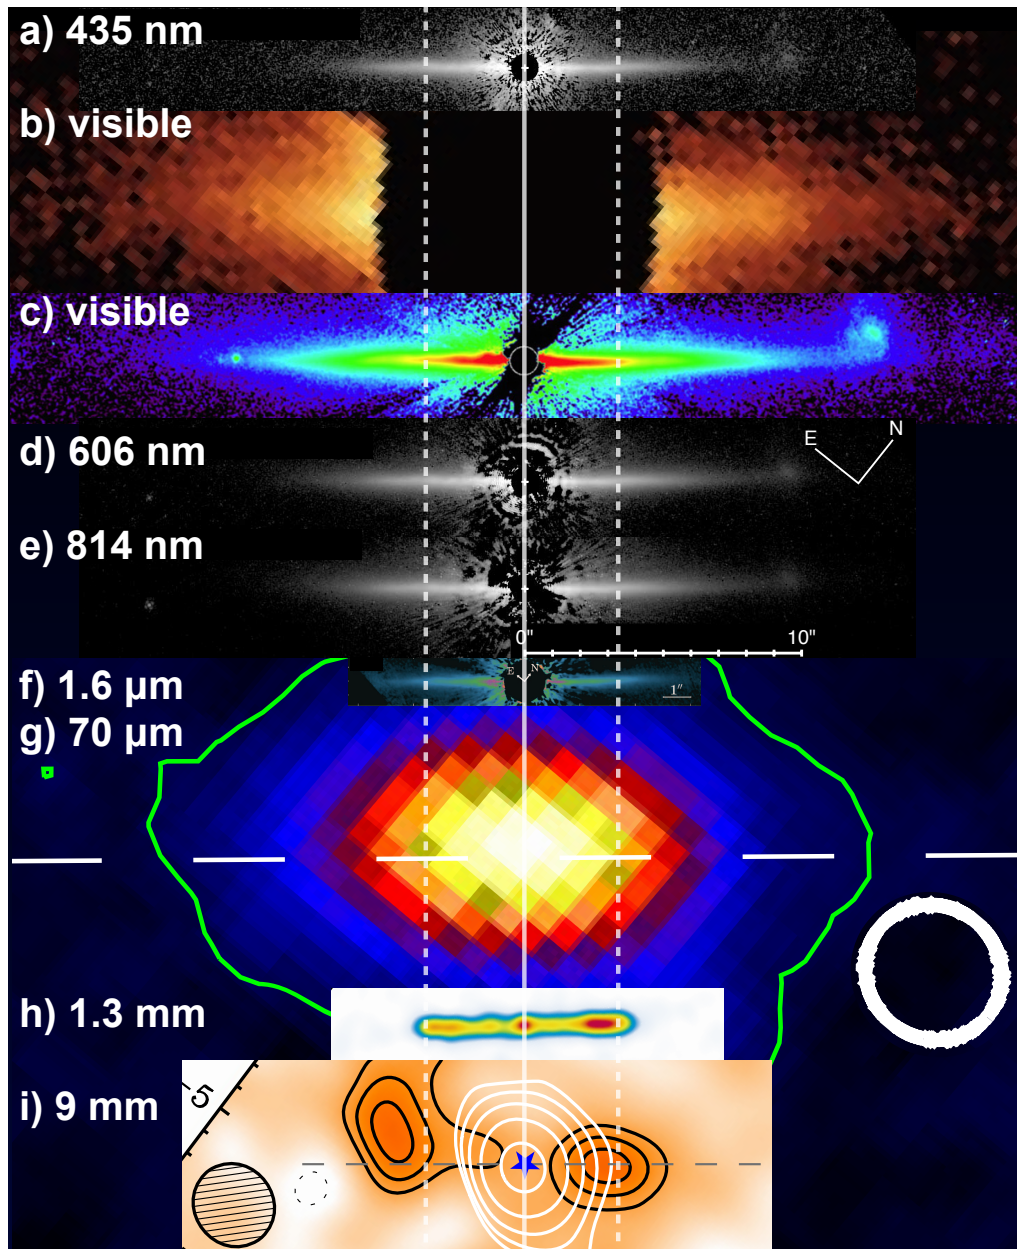 a) 435 nm
b) visible
c) visible
d) 606 nm
E N
e) 814 nm
0" 10"
f) 1.6 µm
E N
1"
g) 70 µm
h) 1.3 mm
i) 9 mm
-5